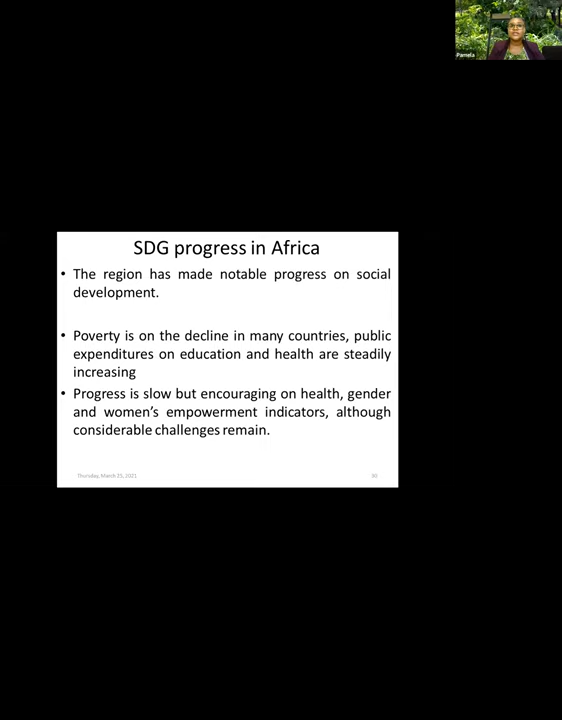 Pamela
SDG progress in Africa
• The region has made notable progress on social
development.
• Poverty is on the decline in many countries, public
expenditures on education and health are steadily
increasing
• Progress is slow but encouraging on health, gender
and women's empowerment indicators, although
considerable challenges remain.
Thursday, March 25, 2021
30